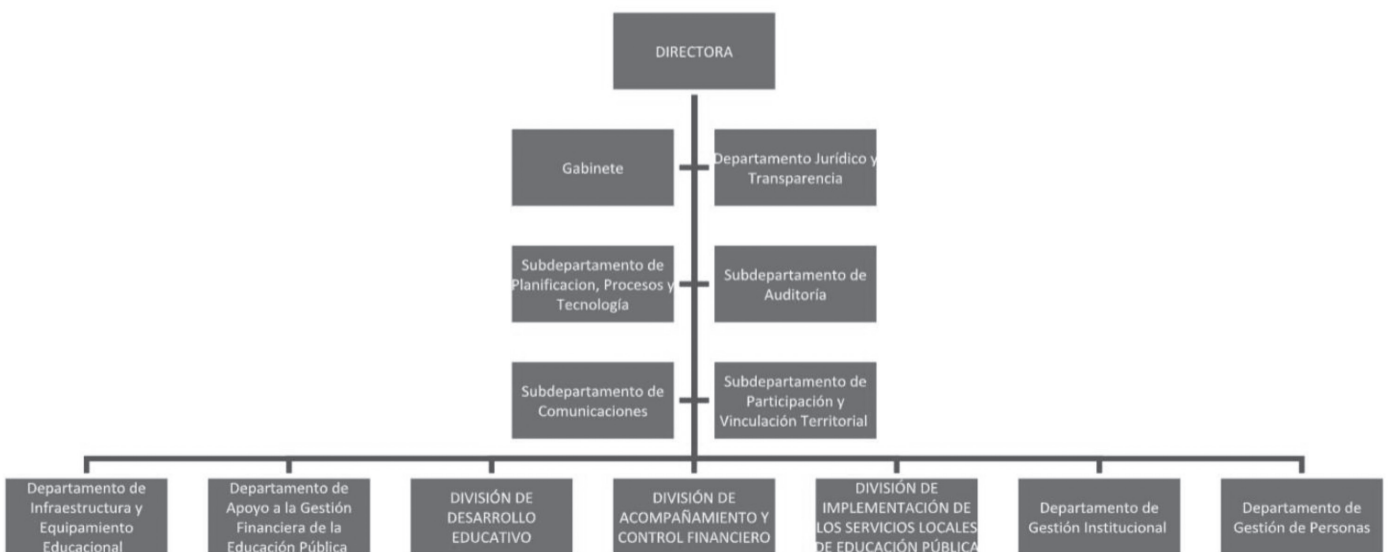 DIRECTORA
Gabinete
Departamento Jurídico y
Transparencia
Subdepartamento de
Planificacion, Procesos y
Tecnología
Subdepartamento de
Auditoría
Subdepartamento de
Comunicaciones
Subdepartamento de
Participación y
Vinculación Territorial
Departamento de
Infraestructura y
Equipamiento
Educacional
Departamento de
Apoyo a la Gestión
Financiera de la
Educación Pública
DIVISIÓN DE
DESARROLLO
EDUCATIVO
DIVISIÓN DE
ACOMPAÑAMIENTO Y
CONTROL FINANCIERO
DIVISIÓN DE
IMPLEMENTACIÓN DE
LOS SERVICIOS LOCALES
DE EDUCACIÓN PÚBLICA
Departamento de
Gestión Institucional
Departamento de
Gestión de Personas